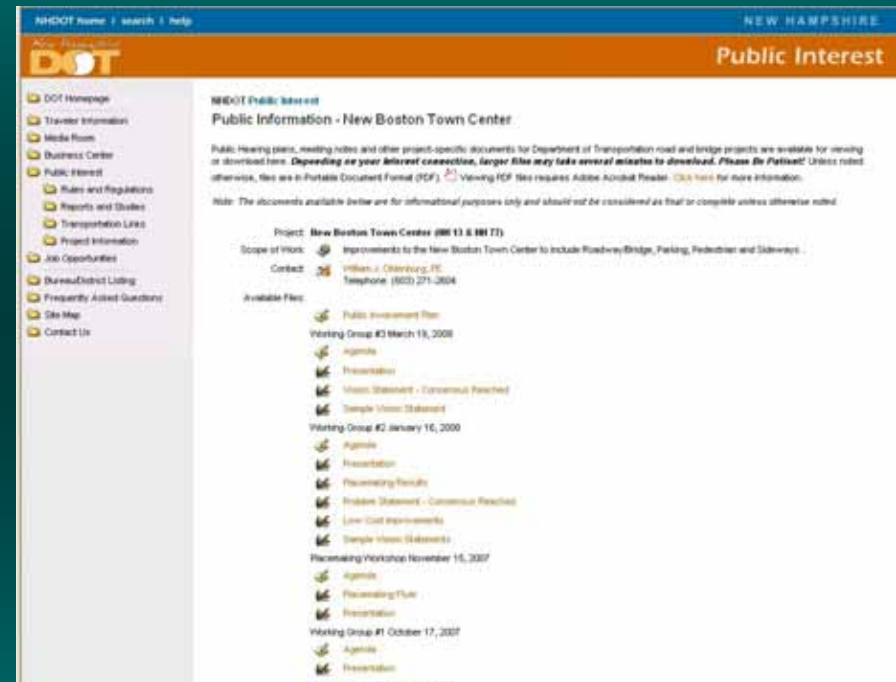 NHDOT Home | search | help
NEW HAMPSHIRE
New Hampshire
DOT
Public Interest
DOT Homepage
Traveler Information
Media Room
Business Center
Public Interest
Rules and Regulations
Reports and Studies
Transportation Links
Project Information
Job Opportunities
Bureau/District Listing
Frequently Asked Questions
Site Map
Contact Us
NHDOT Public Interest
Public Information - New Boston Town Center
Public Hearing plans, meeting notes and other project-specific documents for Department of Transportation road and bridge projects are available for viewing
or download here. Depending on your internet connection, larger files may take several minutes to download. Please Be Patient! Unless noted
otherwise, files are in Portable Document Format (PDF). Viewing PDF files requires Adobe Acrobat Reader. Click here for more information.
Note: The documents available below are for informational purposes only and should not be considered as final or complete unless otherwise noted.
Project: New Boston Town Center (NH 13 & NH 77)
Scope of Work: Improvements to the New Boston Town Center to include Roadway/Bridge, Parking, Pedestrian and Sideways .
Contact: William J. Oldenburg, PE
Telephone: (603) 271-2604
Available Files:
Public Involvement Plan
Working Group #3 March 19, 2008
Agenda
Presentation
Vision Statement - Consensus Reached
Sample Vision Statement
Working Group #2 January 16, 2008
Agenda
Presentation
Placemaking Results
Problem Statement - Consensus Reached
Low Cost Improvements
Sample Vision Statements
Placemaking Workshop November 15, 2007
Agenda
Placemaking Flyer
Presentation
Working Group #1 October 17, 2007
Agenda
Presentation